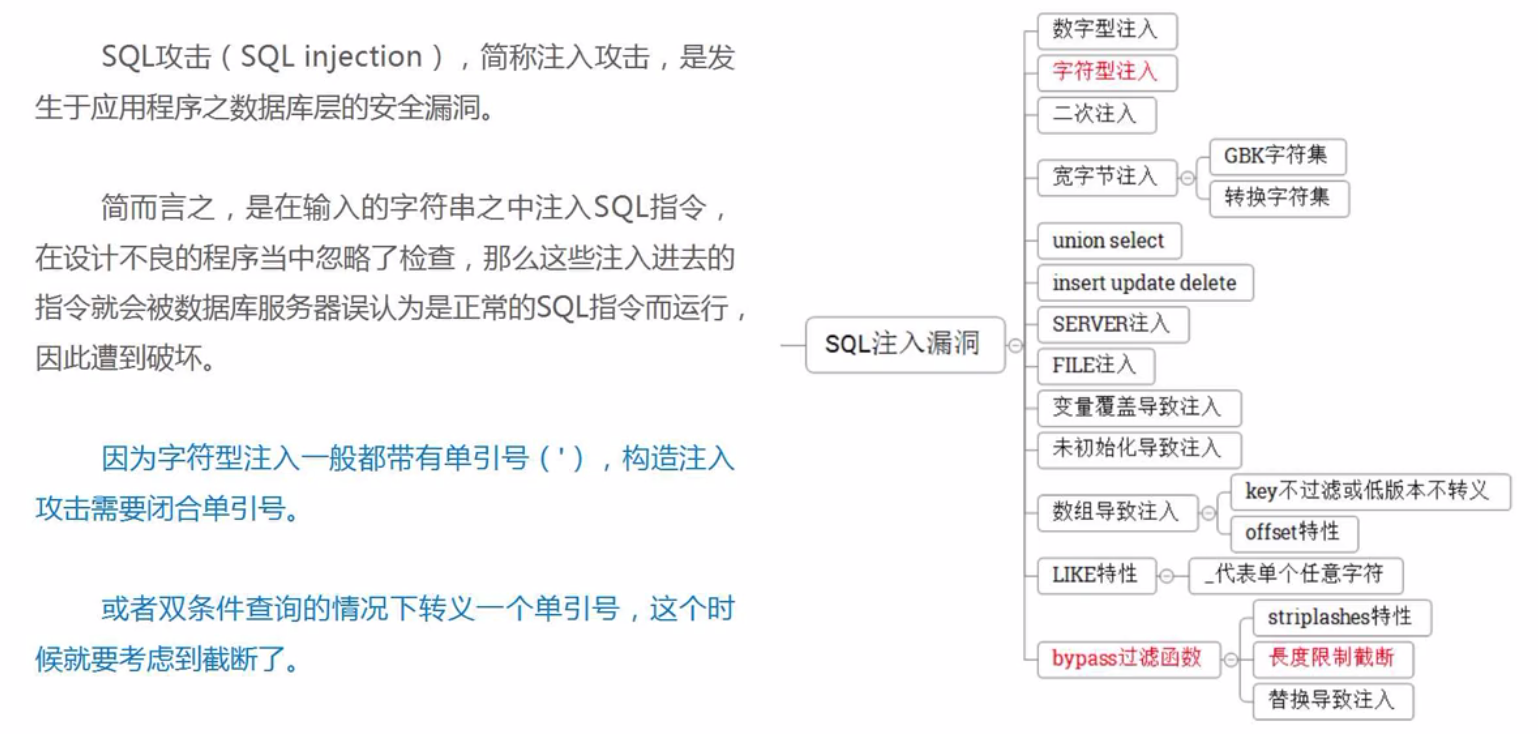 SQL攻击（SQL injection），简称注入攻击，是发
生于应用程序之数据库层的安全漏洞。
简而言之，是在输入的字符串之中注入SQL指令，
在设计不良的程序当中忽略了检查，那么这些注入进去的
指令就会被数据库服务器误认为是正常的SQL指令而运行，
因此遭到破坏。
因为字符型注入一般都带有单引号（'），构造注入
攻击需要闭合单引号。
或者双条件查询的情况下转义一个单引号，这个时
候就要考虑到截断了。
SQL注入漏洞
数字型注入
字符型注入
二次注入
宽字节注入
GBK字符集
转换字符集
union select
insert update delete
SERVER注入
FILE注入
变量覆盖导致注入
未初始化导致注入
数组导致注入
key不过滤或低版本不转义
offset特性
LIKE特性
_代表单个任意字符
bypass过滤函数
striplashes特性
長度限制截断
替换导致注入